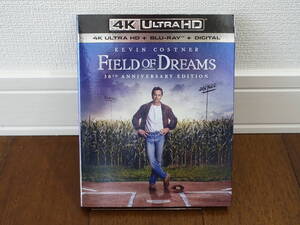 4K ULTRA HD
4K ULTRA HD + BLU-RAY + DIGITAL
KEVIN COSTNER
FIELD OF DREAMS
30TH ANNIVERSARY EDITION